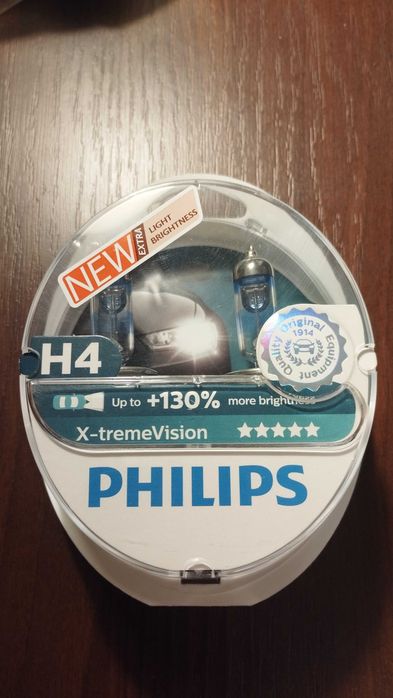 NEW
EXTRA
LIGHT
BRIGHTNESS
Original
Quality
1914
Equipment
H4
Up to +130% more brightness
X-tremeVision
PHILIPS